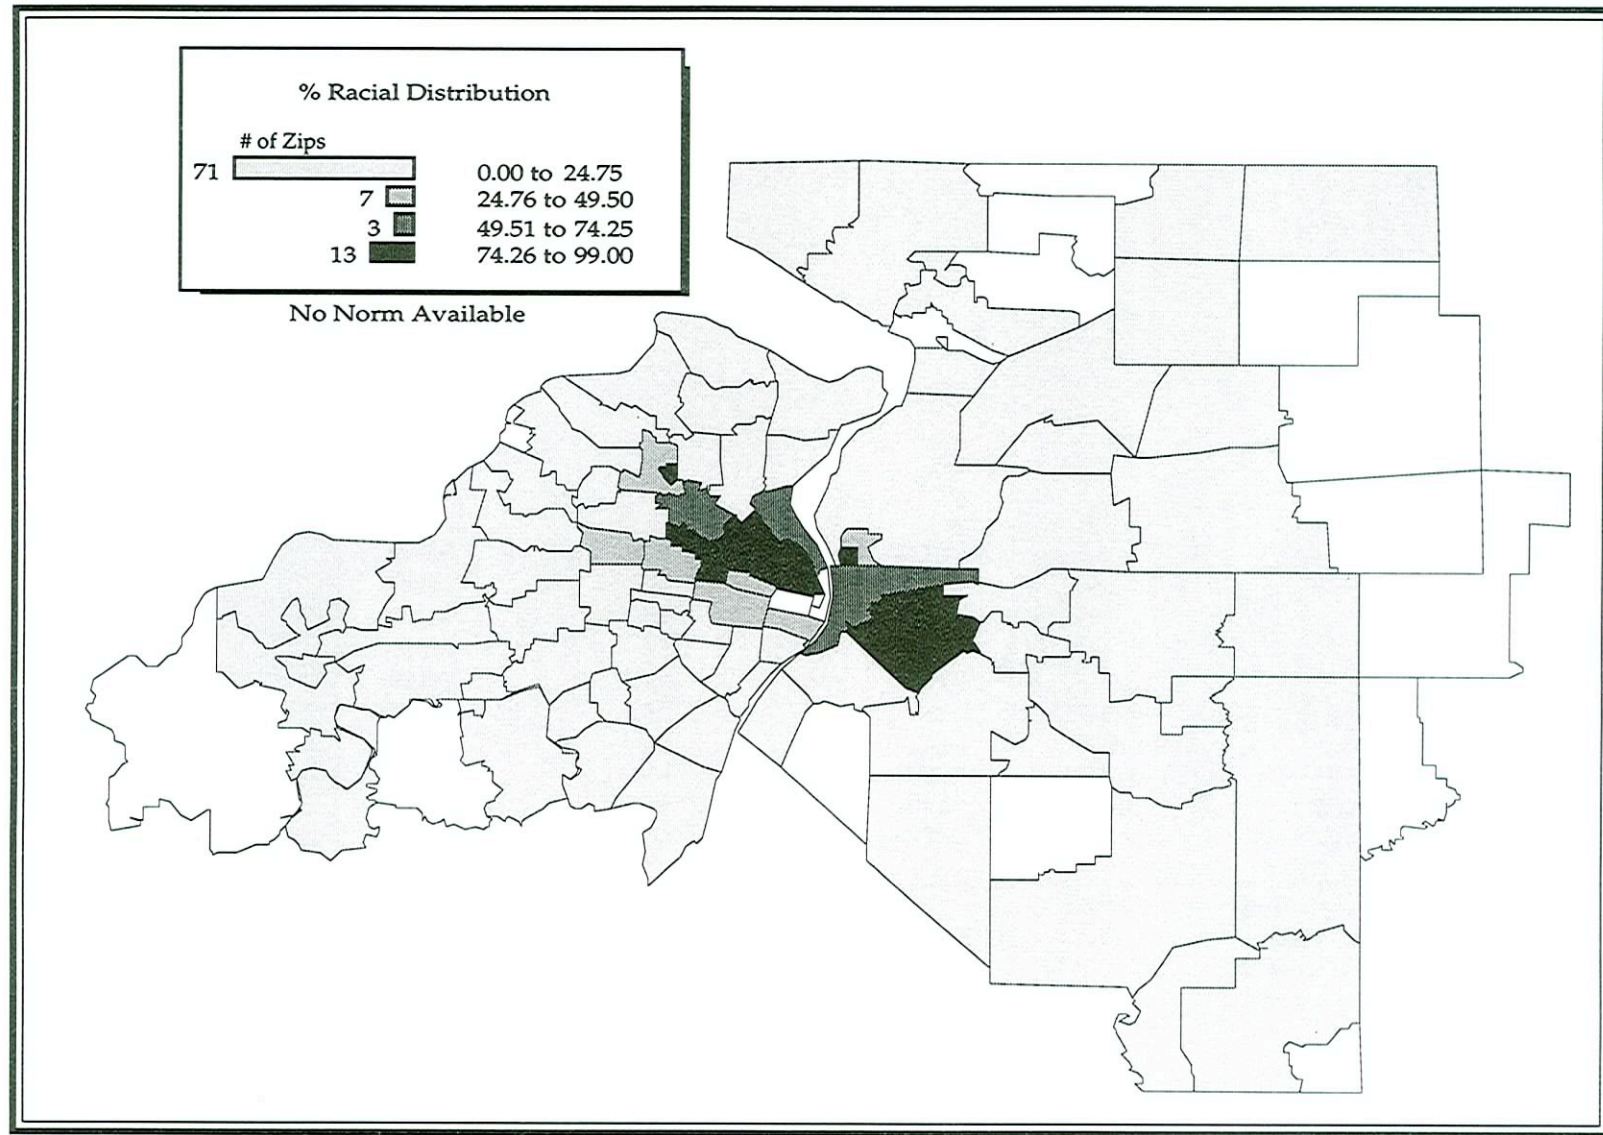 % Racial Distribution
# of Zips
71 0.00 to 24.75
7 24.76 to 49.50
3 49.51 to 74.25
13 74.26 to 99.00
No Norm Available